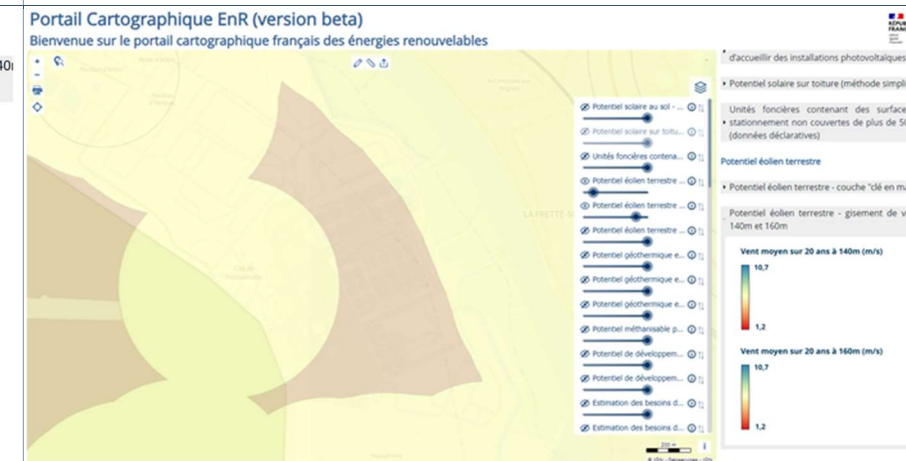 Portail Cartographique EnR (version beta)
Bienvenue sur le portail cartographique français des énergies renouvelables
Potentiel solaire au sol - ...
Potentiel solaire sur toitu...
Unités foncières contena...
Potentiel éolien terrestre ...
Potentiel éolien terrestre ...
Potentiel éolien terrestre ...
Potentiel géothermique e...
Potentiel géothermique e...
Potentiel géothermique e...
Potentiel méthanisable p...
Potentiel de développem...
Potentiel de développem...
Estimation des besoins d...
Estimation des besoins d...
LA FRETTE-S
200 m
d'accueillir des installations photovoltaïques
Potentiel solaire sur toiture (méthode simpli
Unités foncières contenant des surface
stationnement non couvertes de plus de 50
(données déclaratives)
Potentiel éolien terrestre
Potentiel éolien terrestre - couche "clé en ma
Potentiel éolien terrestre - gisement de v
140m et 160m
Vent moyen sur 20 ans à 140m (m/s)
10,7
1,2
Vent moyen sur 20 ans à 160m (m/s)
10,7
1,2